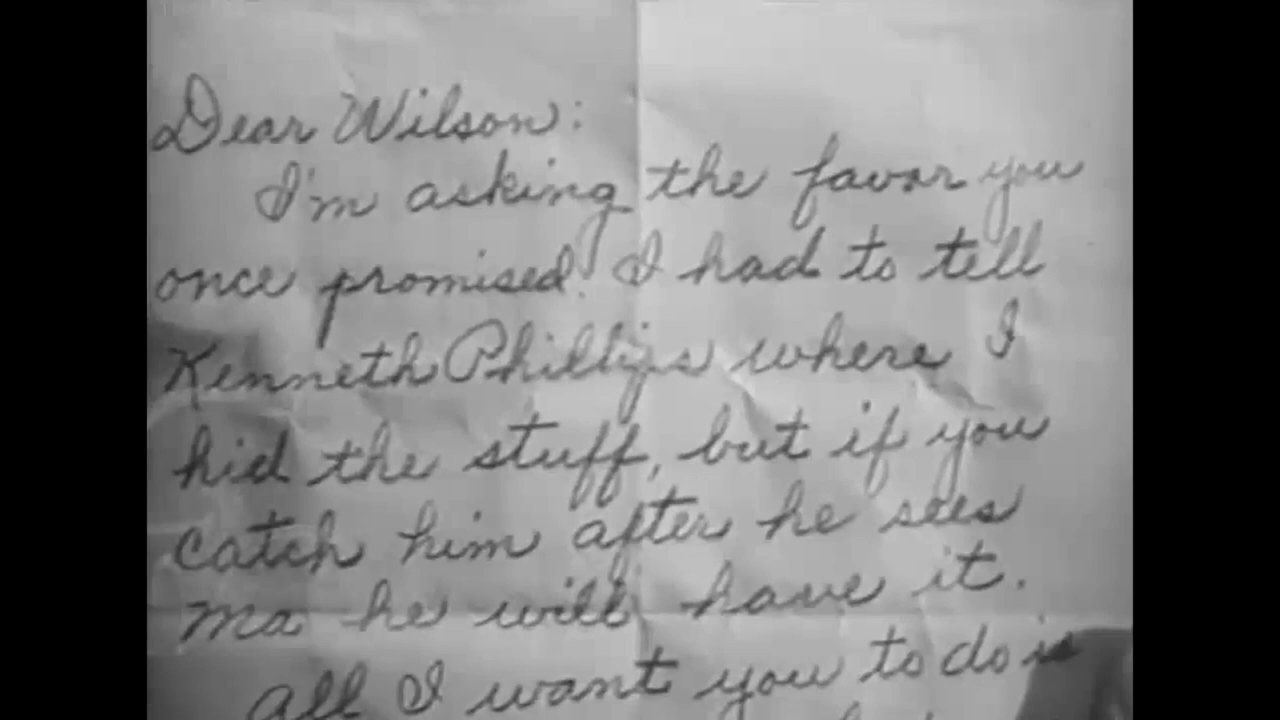 Dear Wilson:
I'm asking the favor you
once promised. I had to tell
Kenneth Phillips where I
hid the stuff, but if you
catch him after he sees
Ma he will have it.
All I want you to do is